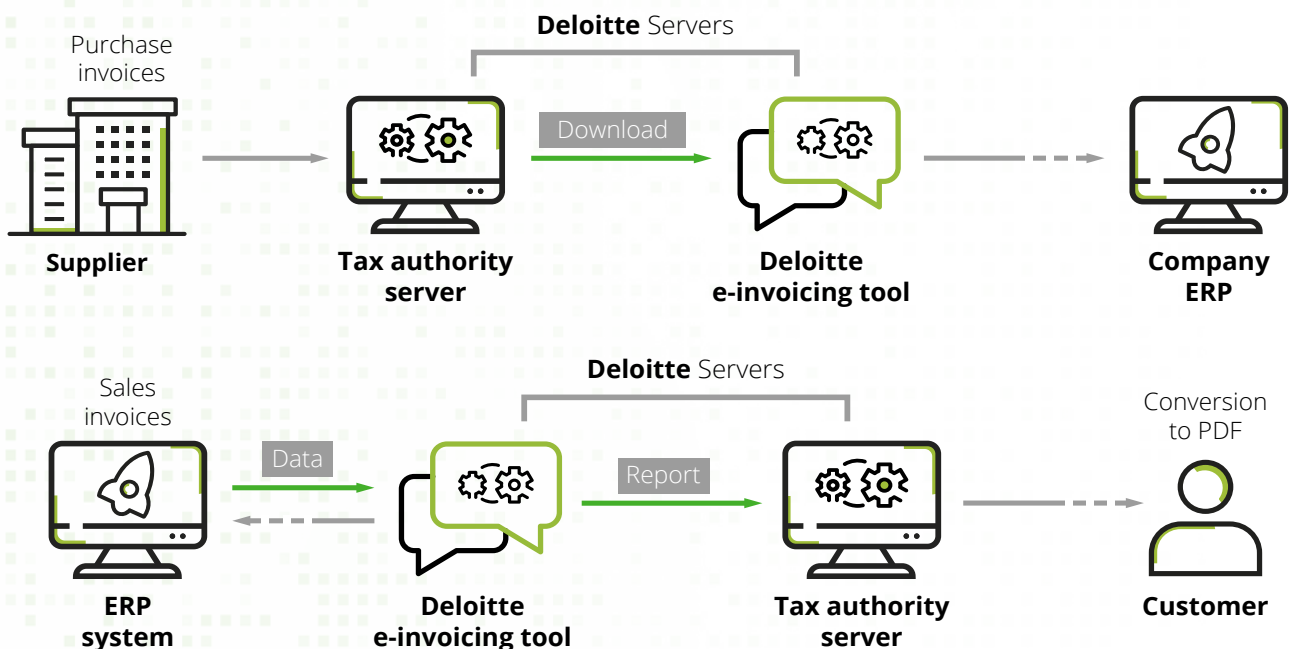 Deloitte Servers
Purchase
invoices
Download
Supplier
Tax authority
server
Deloitte
e-invoicing tool
Company
ERP
Deloitte Servers
Sales
invoices
Conversion
to PDF
Data
Report
ERP
system
Deloitte
e-invoicing tool
Tax authority
server
Customer